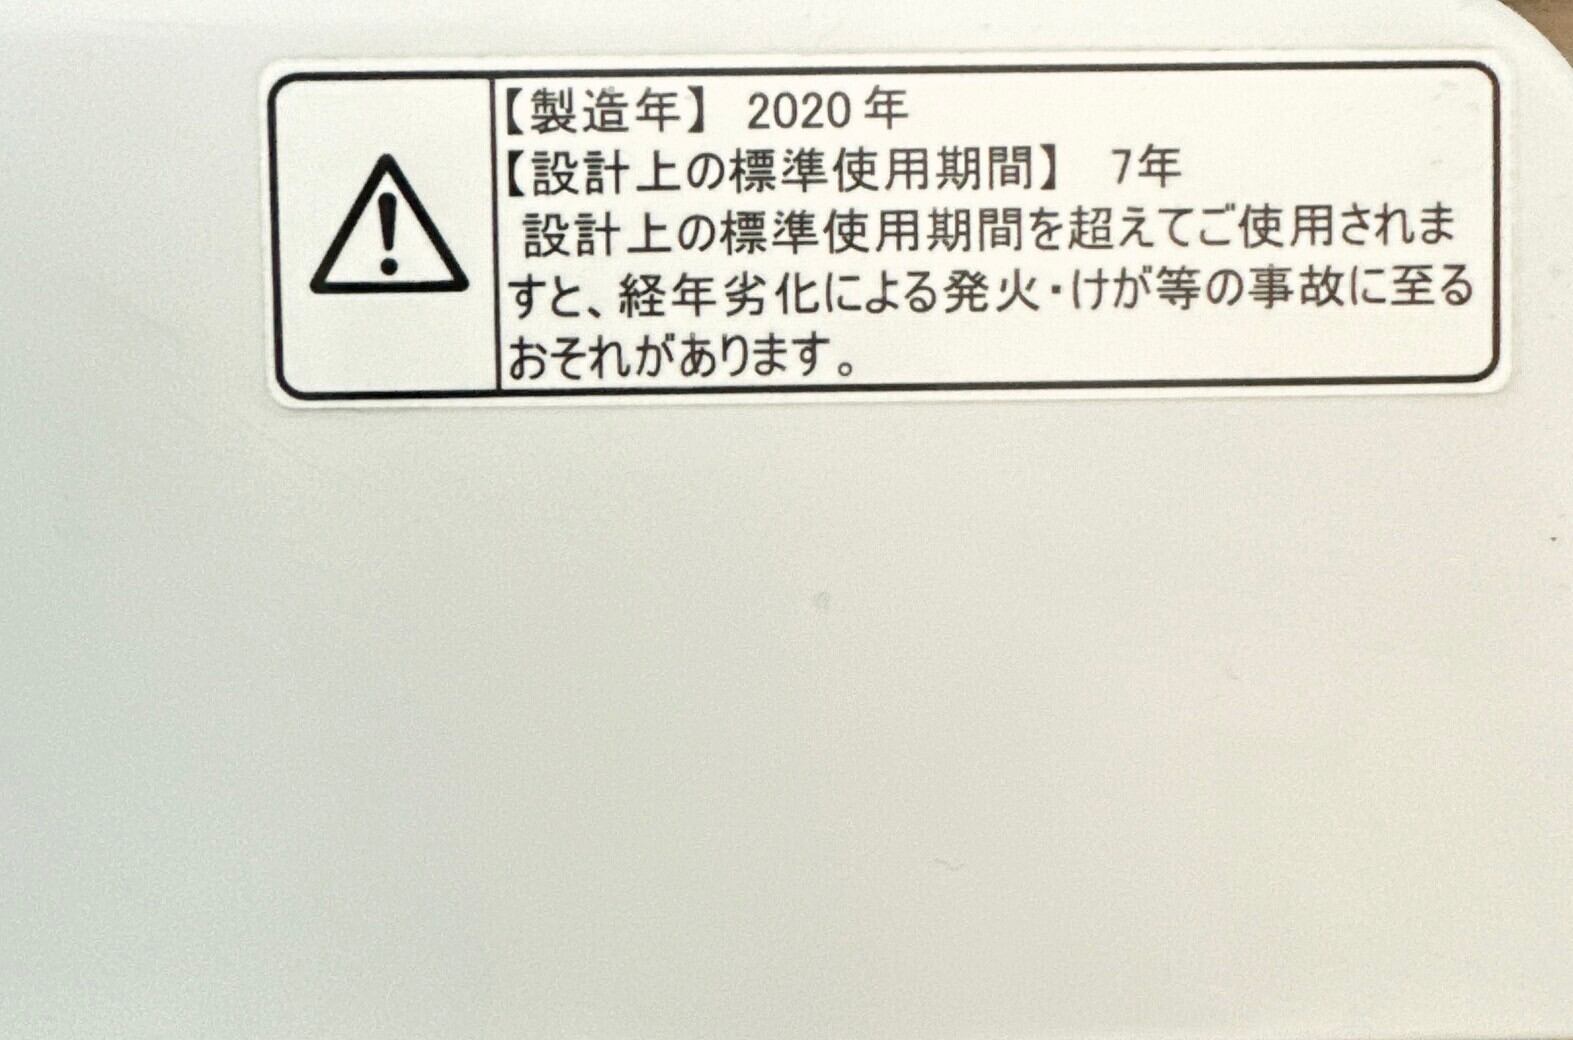 【製造年】 2020年
【設計上の標準使用期間】 7年
設計上の標準使用期間を超えてご使用されま
すと、経年劣化による発火・けが等の事故に至る
おそれがあります。